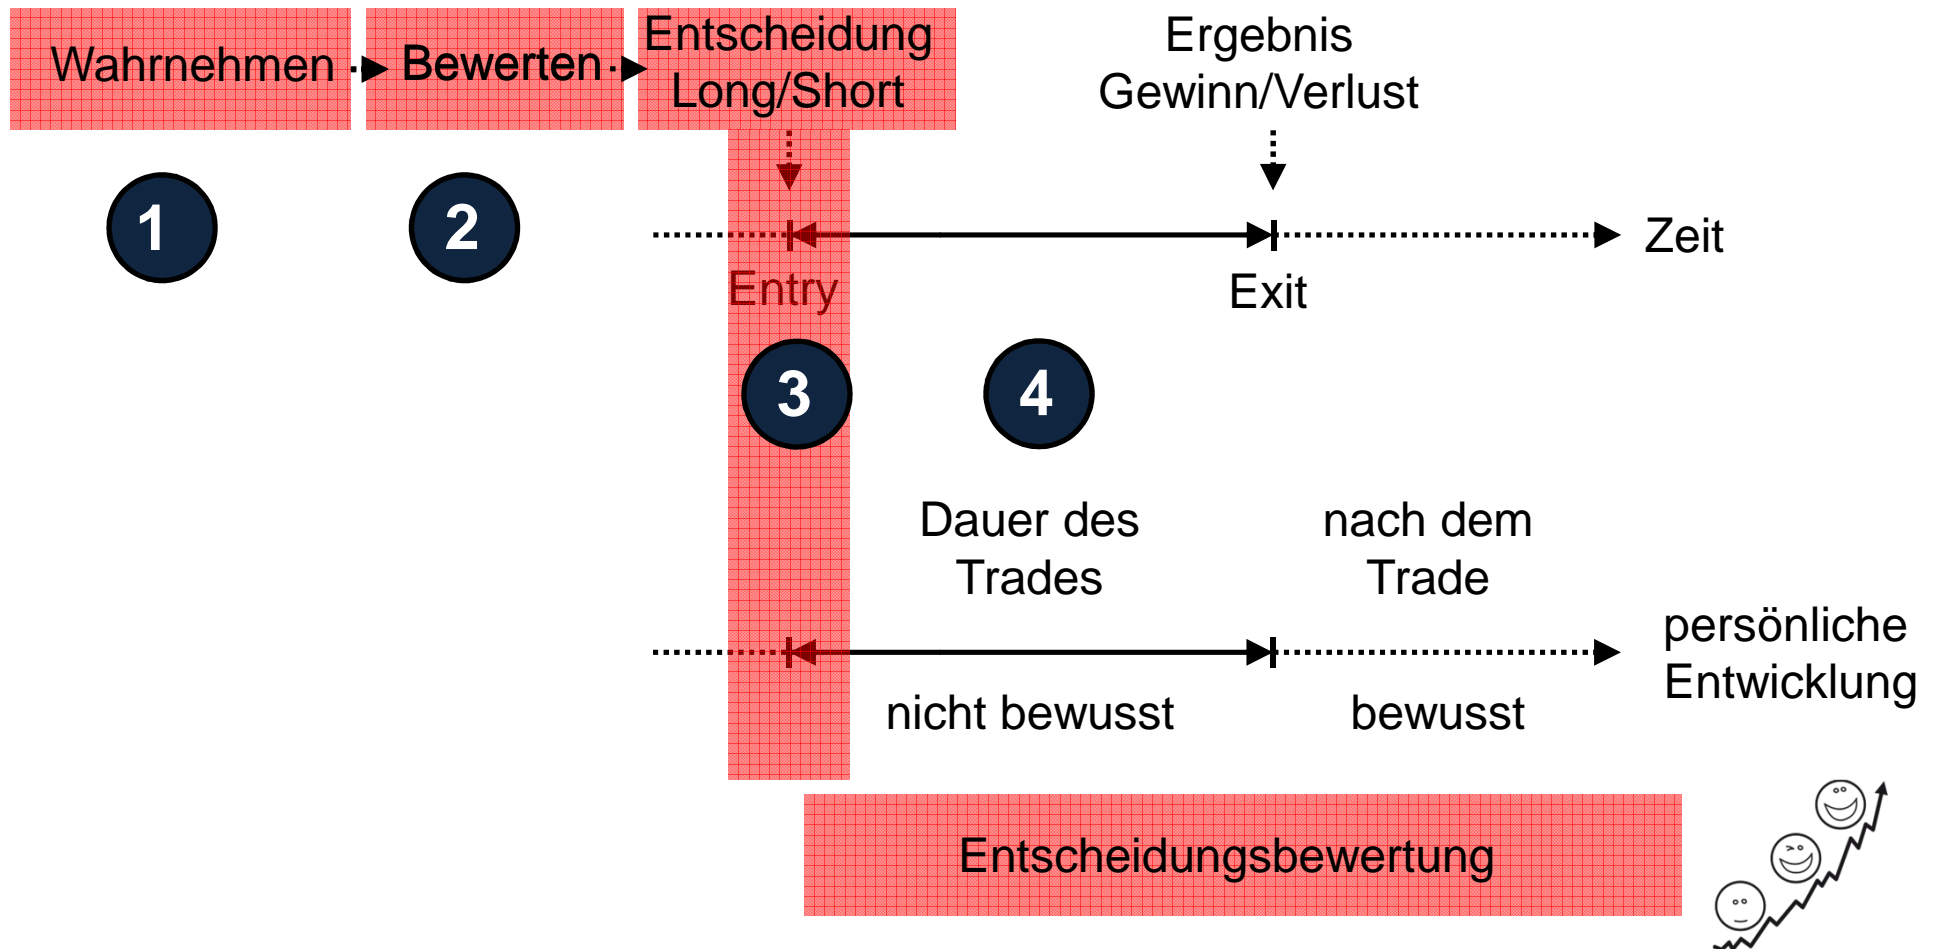 Wahrnehmen
Bewerten
Entscheidung
Long/Short
Ergebnis
Gewinn/Verlust
1
2
Zeit
Entry
Exit
3
4
Dauer des
Trades
nach dem
Trade
persönliche
Entwicklung
nicht bewusst
bewusst
Entscheidungsbewertung